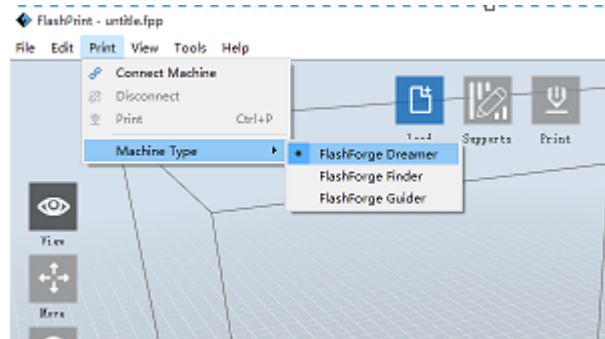 FlashPrint - untitle.fpp
File Edit Print View Tools Help
Connect Machine
Disconnect
Print Ctrl+P
Machine Type
FlashForge Dreamer
FlashForge Finder
FlashForge Guider
Load Supports Print
View
Move